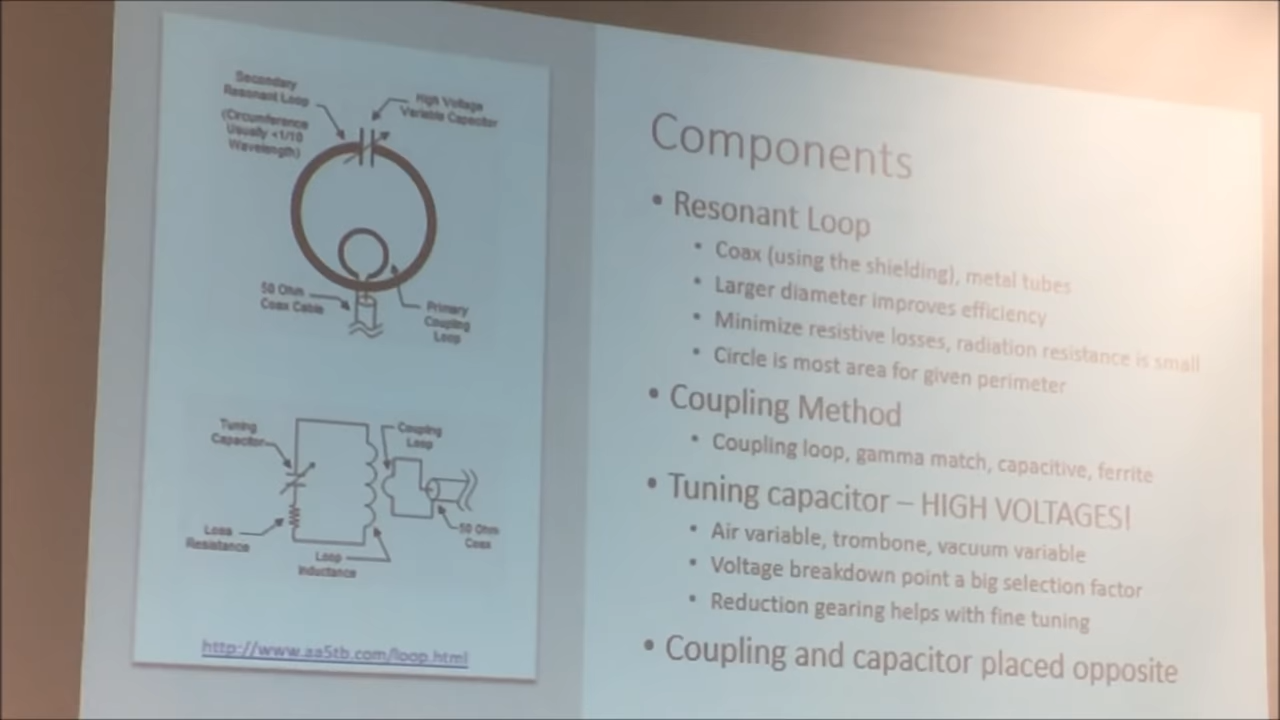 Secondary
Resonant Loop
(Circumference
Usually <1/10
Wavelength)
High Voltage
Variable Capacitor
50 Ohm
Coax Cable
Primary
Coupling
Loop
Tuning
Capacitor
Coupling
Loop
Loss
Resistance
Loop
Inductance
50 Ohm
Coax
http://www.aa5tb.com/loop.html
Components
• Resonant Loop
• Coax (using the shielding), metal tubes
• Larger diameter improves efficiency
• Minimize resistive losses, radiation resistance is small
• Circle is most area for given perimeter
• Coupling Method
• Coupling loop, gamma match, capacitive, ferrite
• Tuning capacitor – HIGH VOLTAGES!
• Air variable, trombone, vacuum variable
• Voltage breakdown point a big selection factor
• Reduction gearing helps with fine tuning
• Coupling and capacitor placed opposite